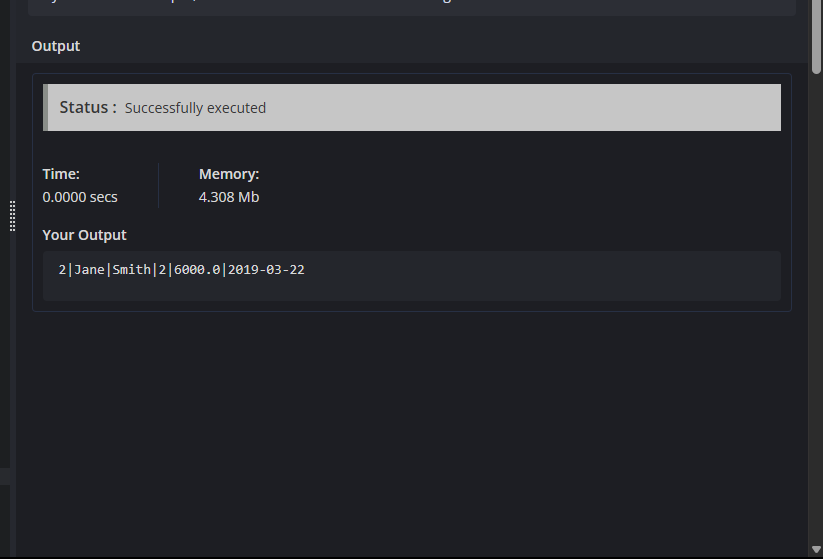 Output
Status : Successfully executed
Time:
Memory:
0.0000 secs
4.308 Mb
Your Output
2|Jane|Smith|2|6000.0|2019-03-22